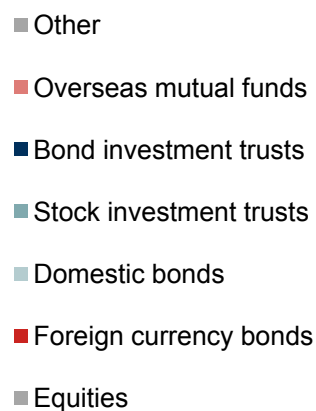 Other
Overseas mutual funds
Bond investment trusts
Stock investment trusts
Domestic bonds
Foreign currency bonds
Equities